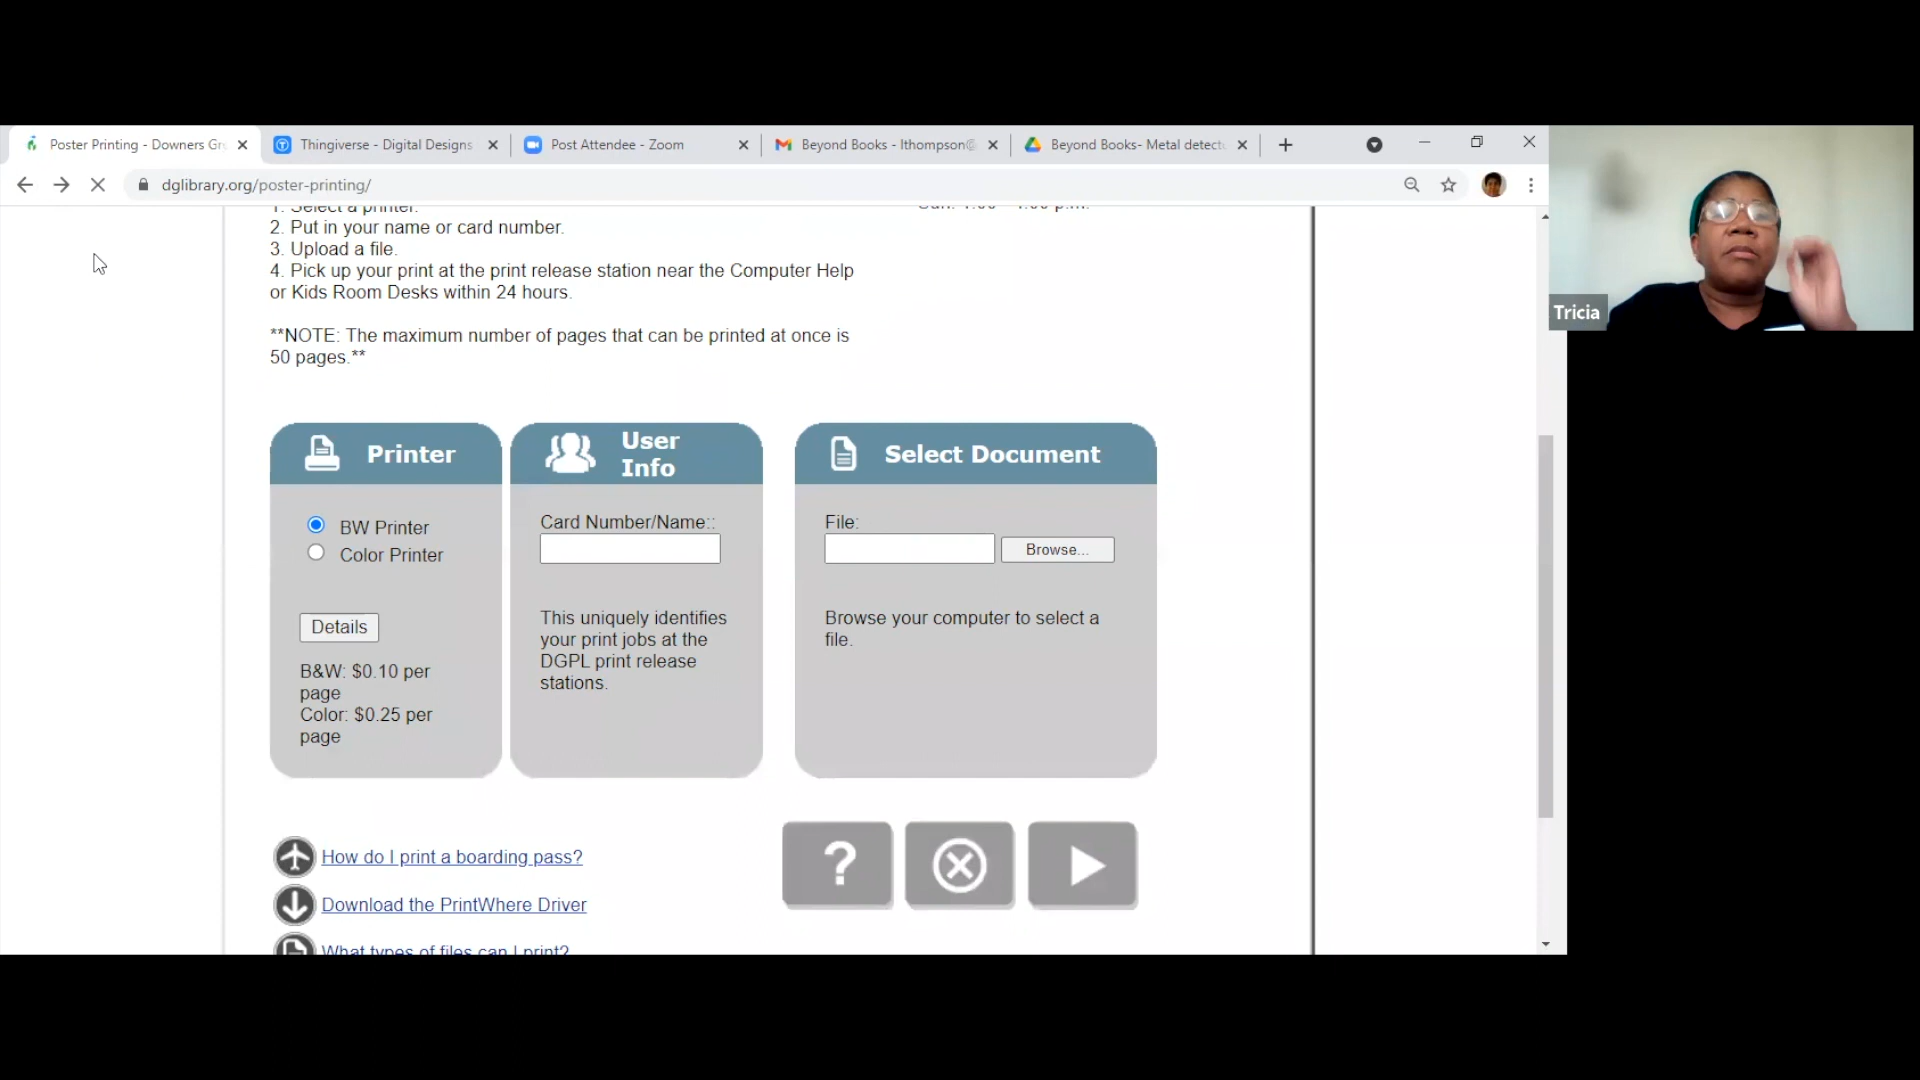 Poster Printing - Downers Gr
Thingiverse - Digital Designs
Post Attendee - Zoom
Beyond Books - lthompson@
Beyond Books- Metal detect
dglibrary.org/poster-printing/
1. Select a printer.
2. Put in your name or card number.
3. Upload a file.
4. Pick up your print at the print release station near the Computer Help
or Kids Room Desks within 24 hours.
**NOTE: The maximum number of pages that can be printed at once is
50 pages.**
Printer
BW Printer
Color Printer
Details
B&W: $0.10 per
page
Color: $0.25 per
page
User
Info
Card Number/Name::
This uniquely identifies
your print jobs at the
DGPL print release
stations.
Select Document
File:
Browse...
Browse your computer to select a
file.
How do I print a boarding pass?
Download the PrintWhere Driver
What types of files can I print?
?
Tricia